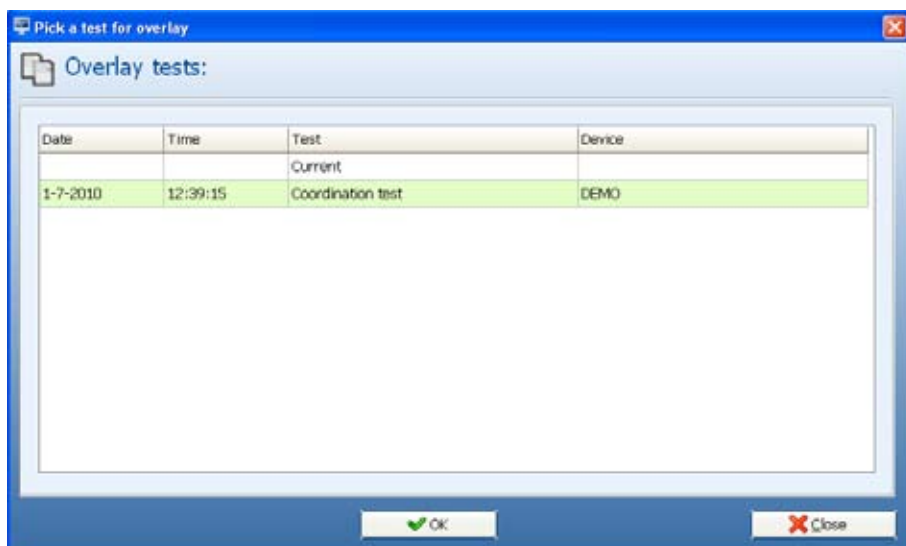 Pick a test for overlay
Overlay tests:
Date Time Test Device
Current
1-7-2010 12:39:15 Coordination test DEMO
OK Close